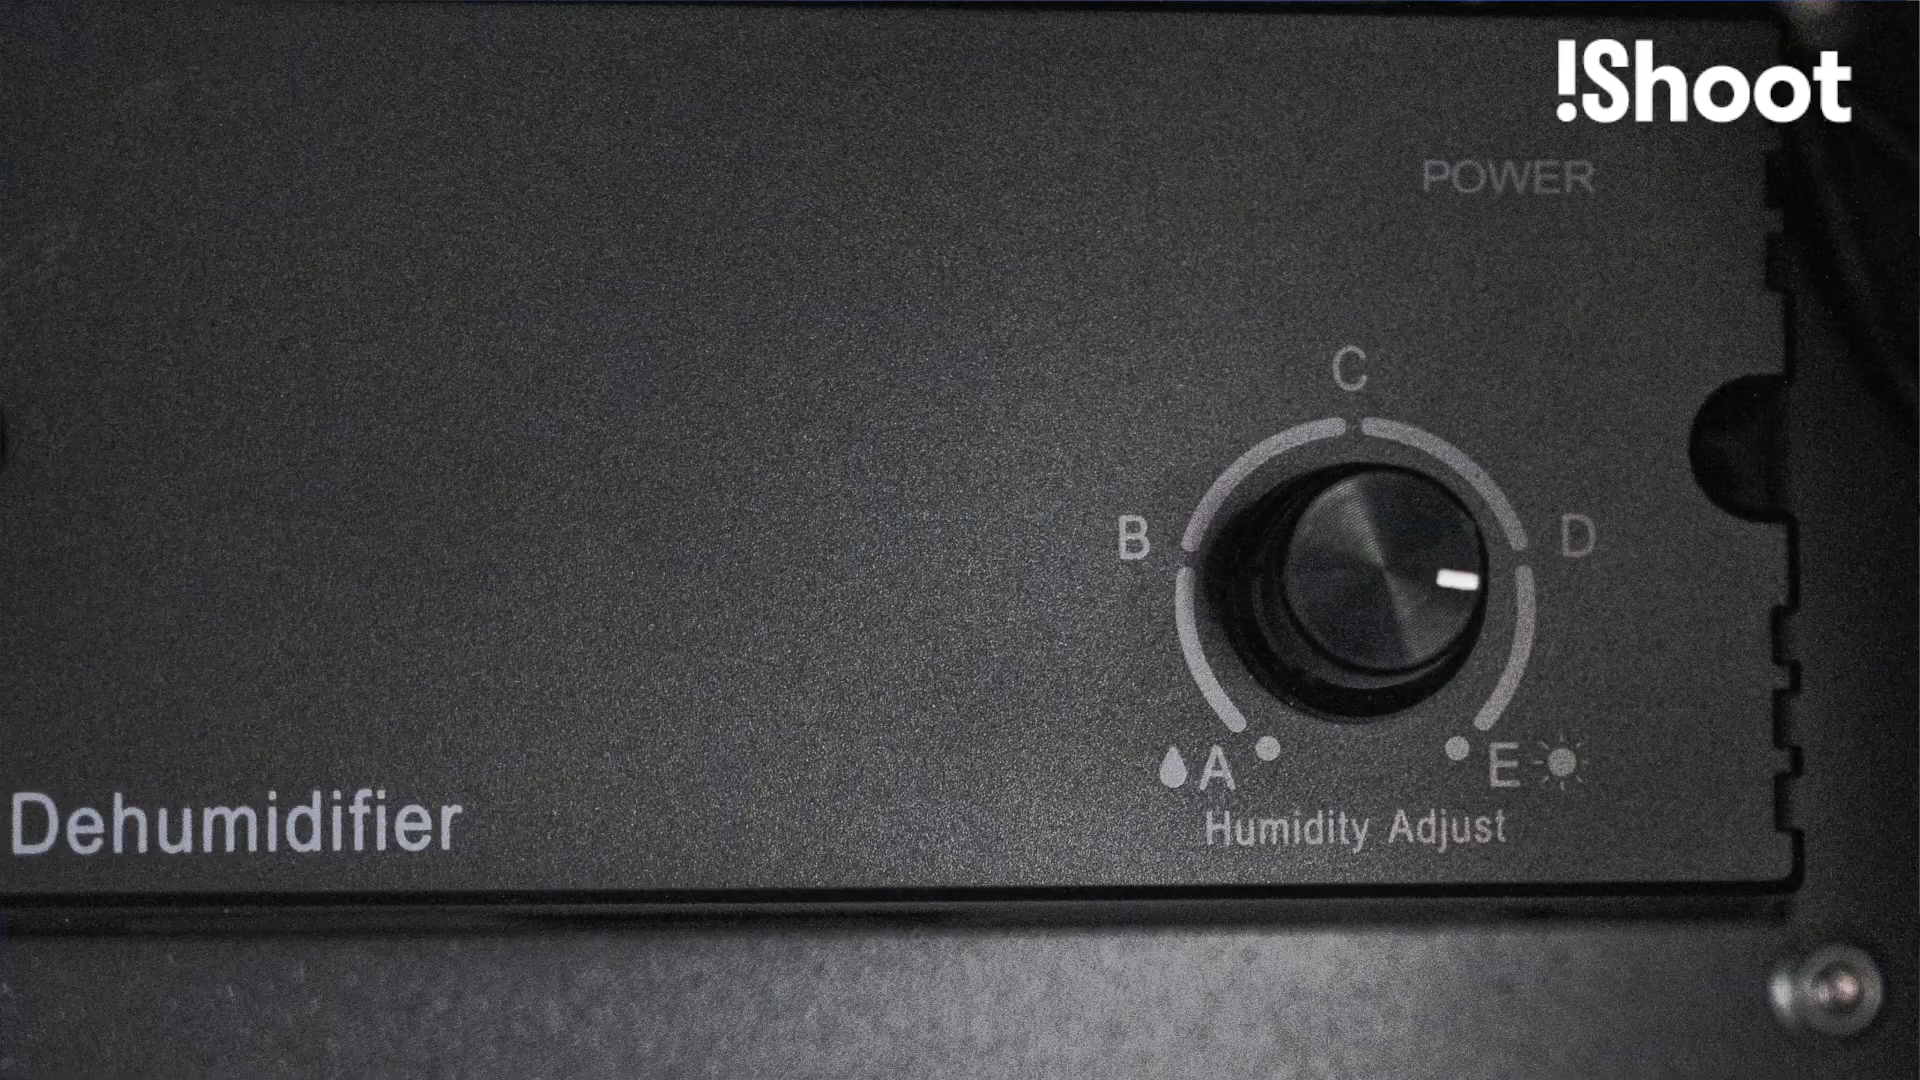 !Shoot
POWER
C
B D
A E
Humidity Adjust
Dehumidifier